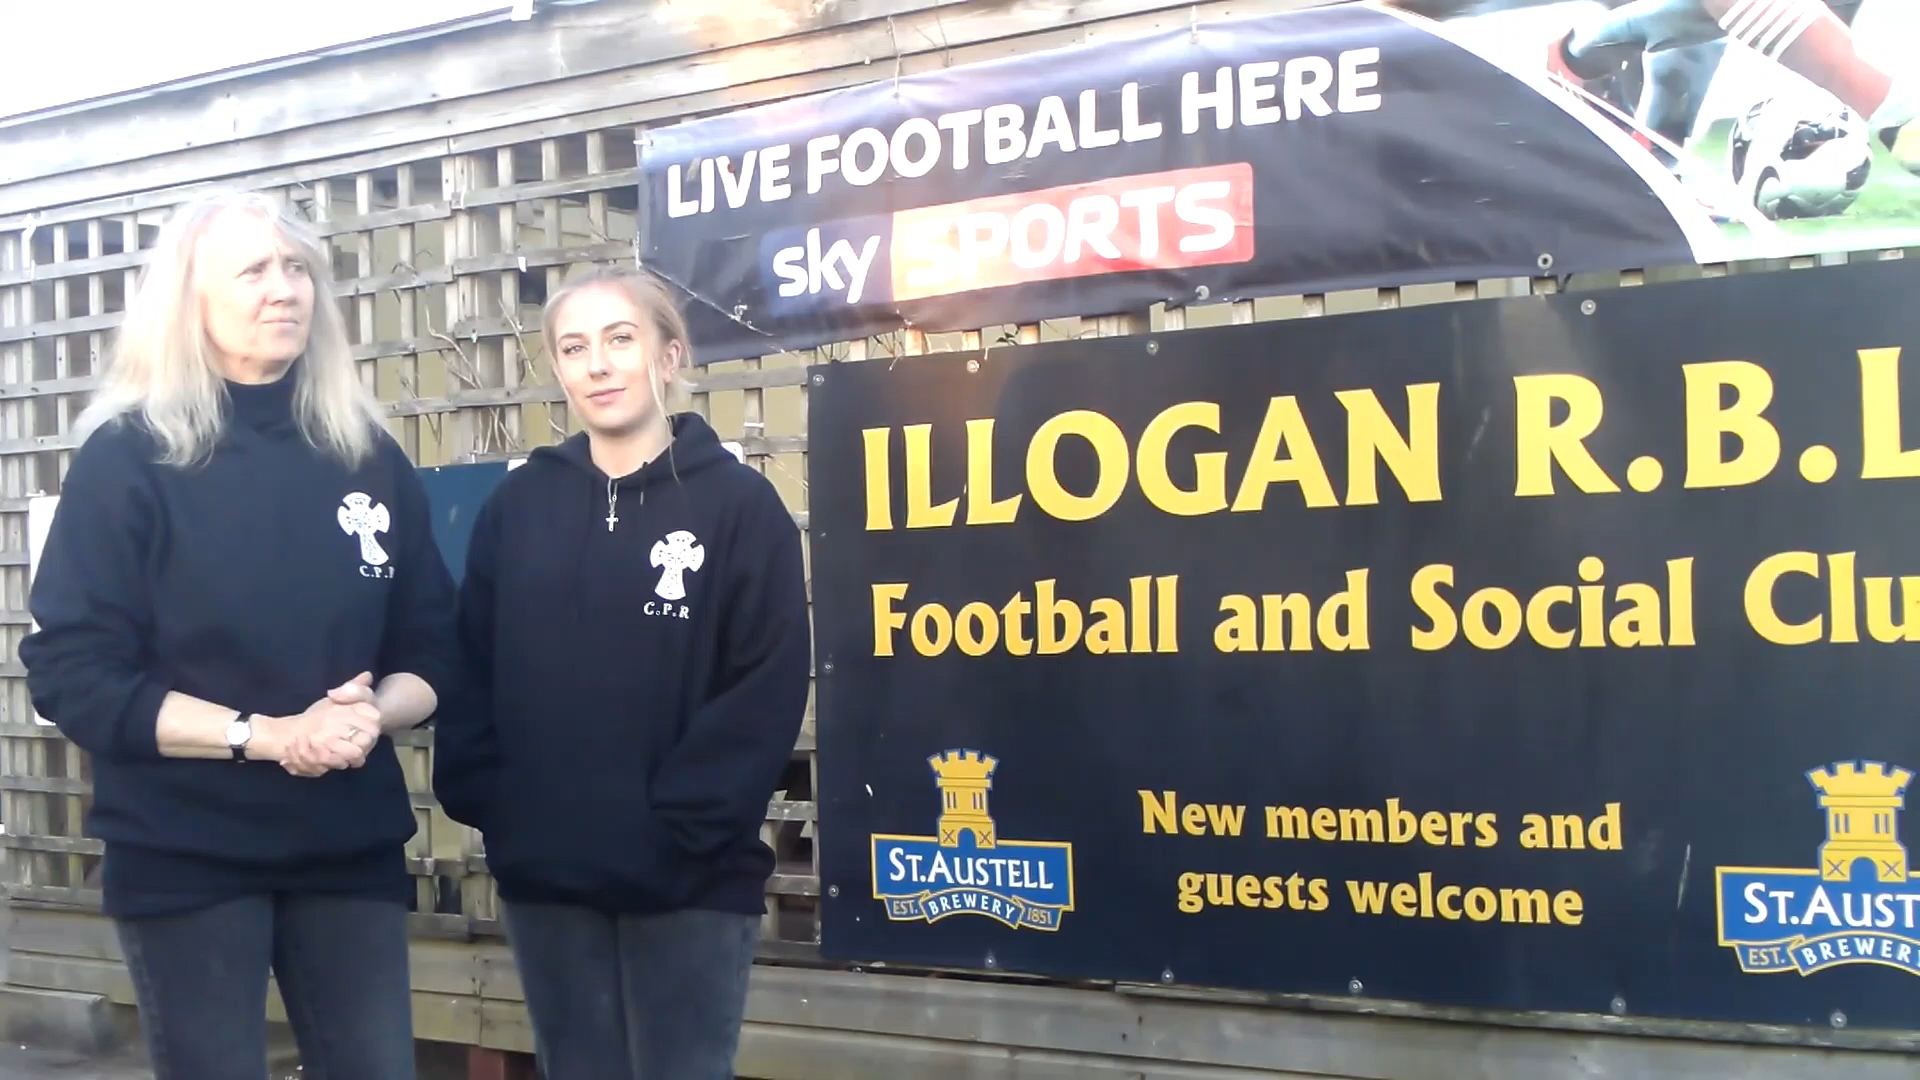 LIVE FOOTBALL HERE
sky SPORTS
ILLOGAN R.B.L
Football and Social Clu
New members and
guests welcome
ST.AUSTELL
EST. BREWERY 1851
ST.AUST
EST. BREWER
C.P.R
C.P.R